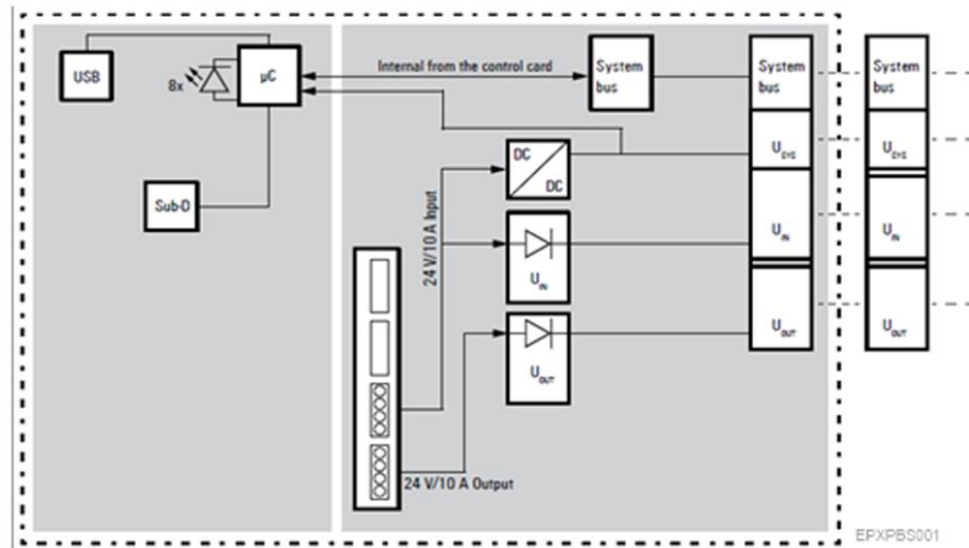 USB
8x
µC
Internal from the control card
System
bus
System
bus
System
bus
U SYS
U SYS
DC
DC
Sub-D
24 V/10 A Input
U IN
U IN
U IN
U OUT
U OUT
U OUT
24 V/10 A Output
EPXPBS001